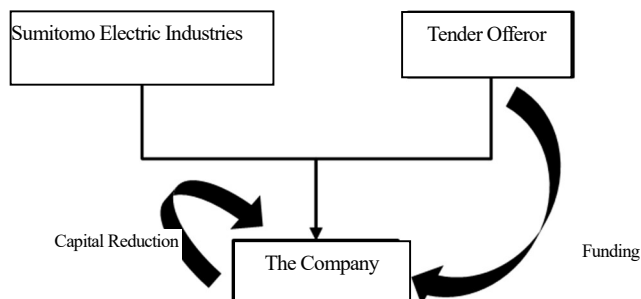 Sumitomo Electric Industries
Tender Offeror
Capital Reduction
Funding
The Company